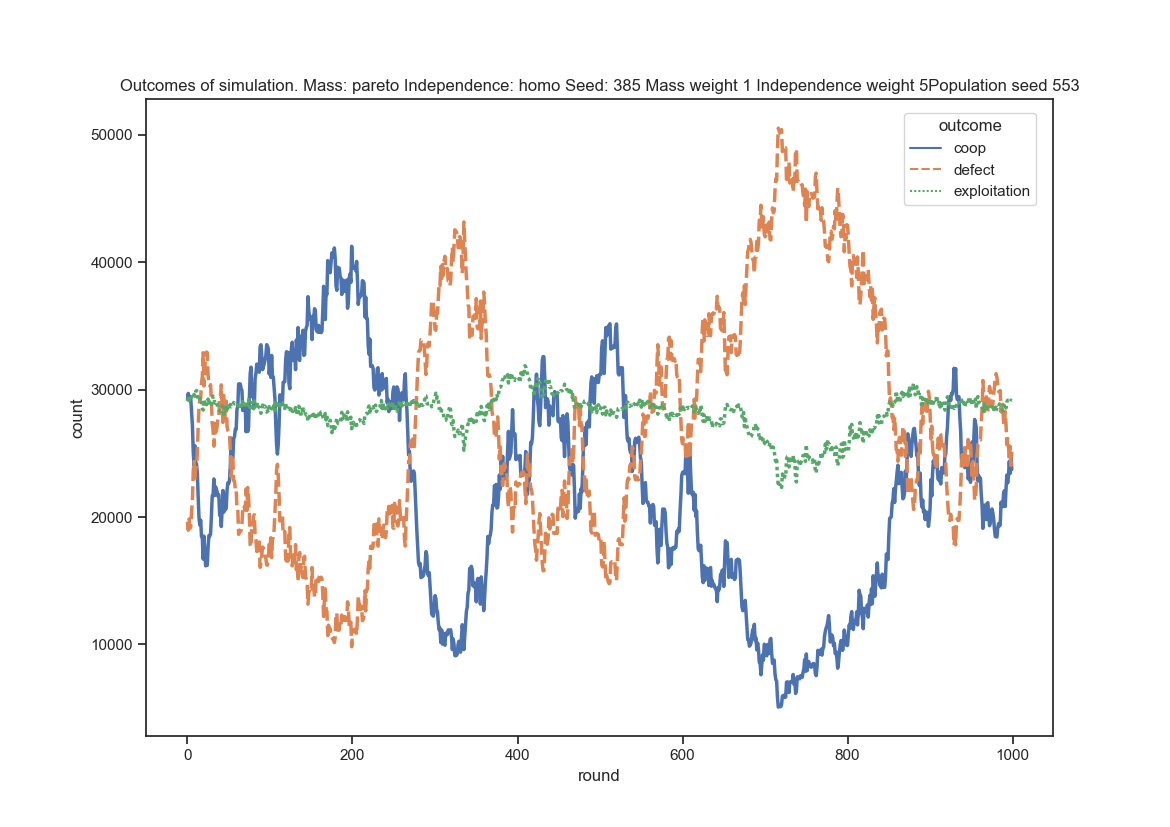 Outcomes of simulation. Mass: pareto Independence: homo Seed: 385 Mass weight 1 Independence weight 5Population seed 553
outcome
coop
defect
exploitation
count
50000
40000
30000
20000
10000
0
200
400
600
800
1000
round